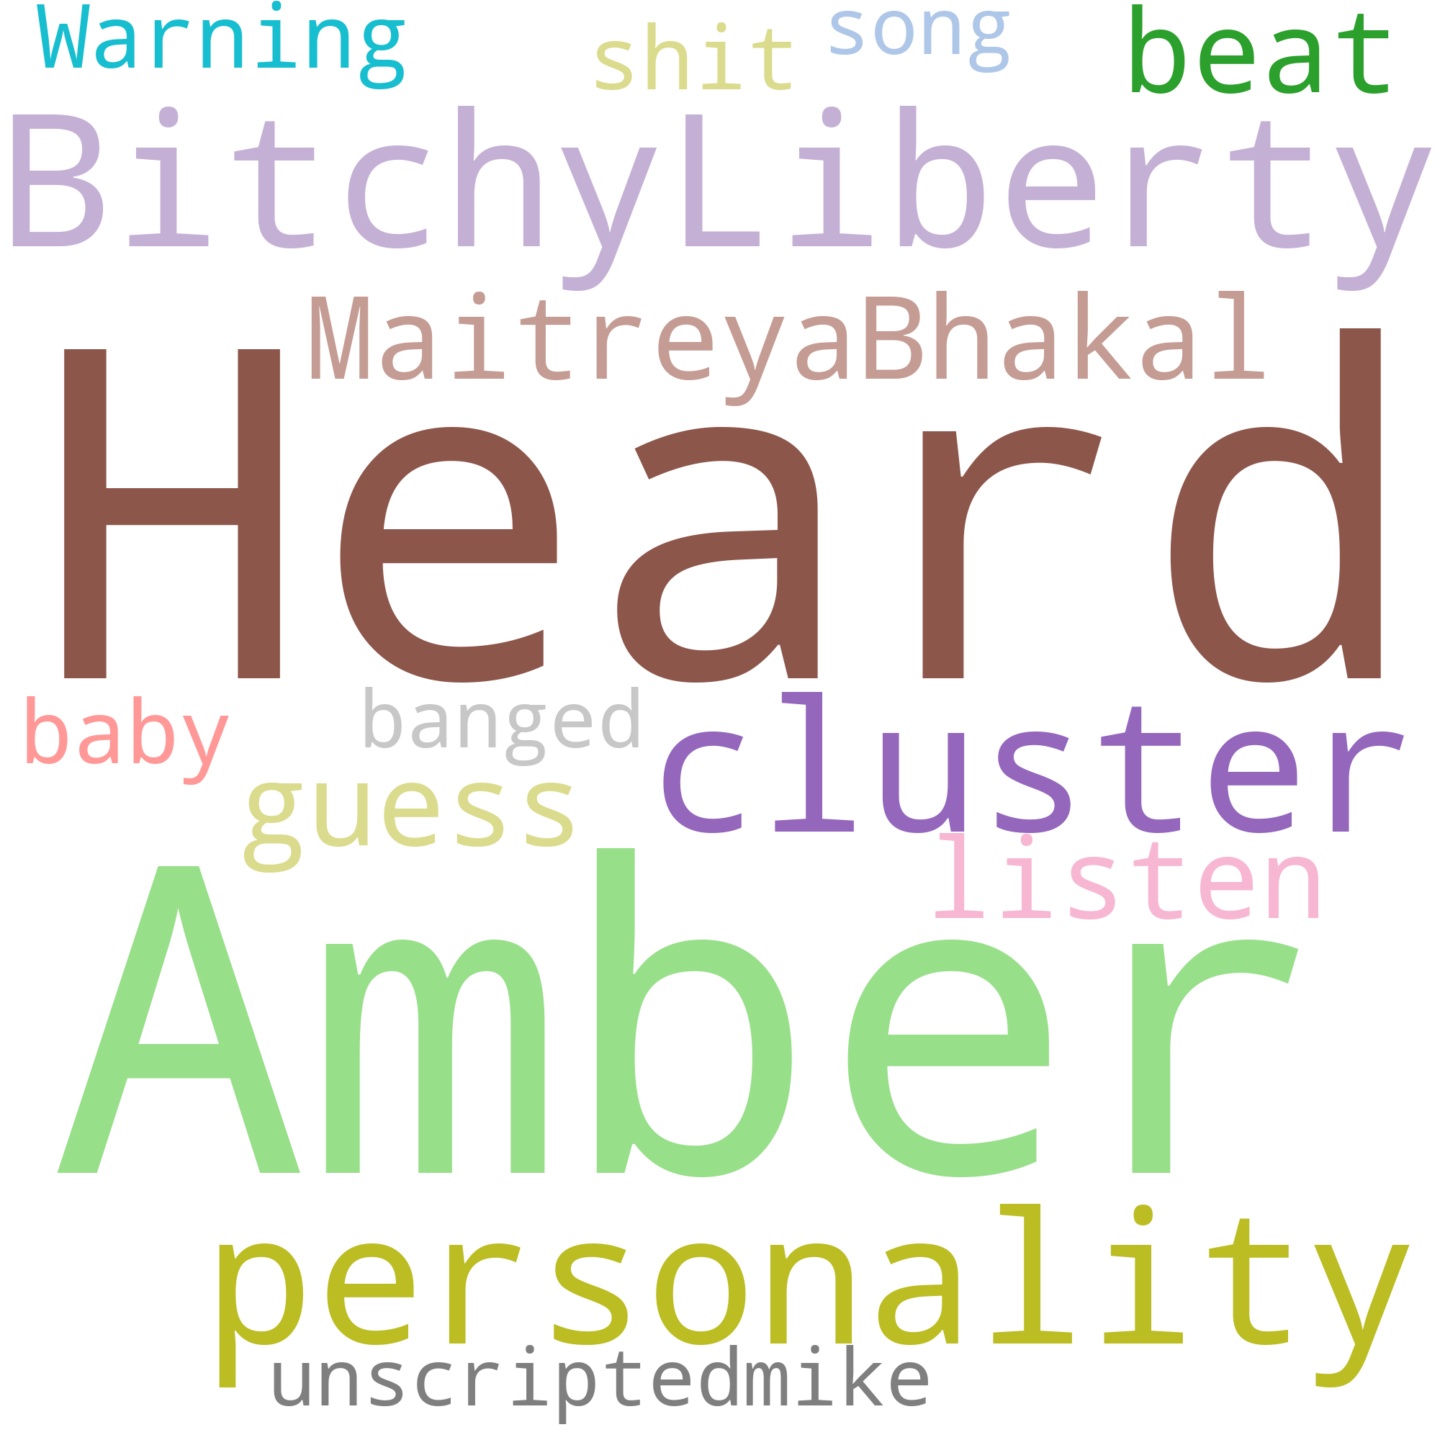 Warning shit song beat
BitchyLiberty
MaitreyaBhakal
Heard
baby banged cluster
guess listen
Amber
personality
unscriptedmike